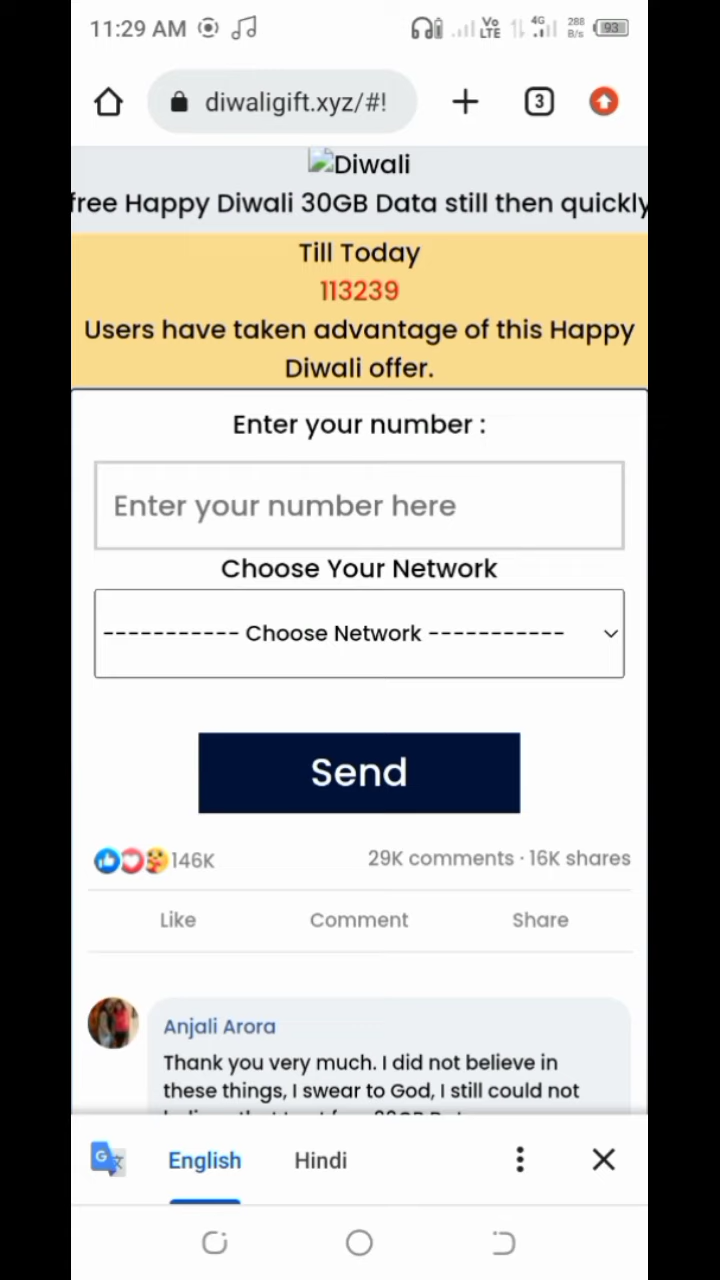 11:29 AM
Vo LTE 4G 288 B/s 93
diwaligift.xyz/#!
3
Diwali
free Happy Diwali 30GB Data still then quickly
Till Today
113239
Users have taken advantage of this Happy
Diwali offer.
Enter your number :
Enter your number here
Choose Your Network
----------- Choose Network -----------
Send
146K
29K comments · 16K shares
Like Comment Share
Anjali Arora
Thank you very much. I did not believe in
these things, I swear to God, I still could not
English Hindi